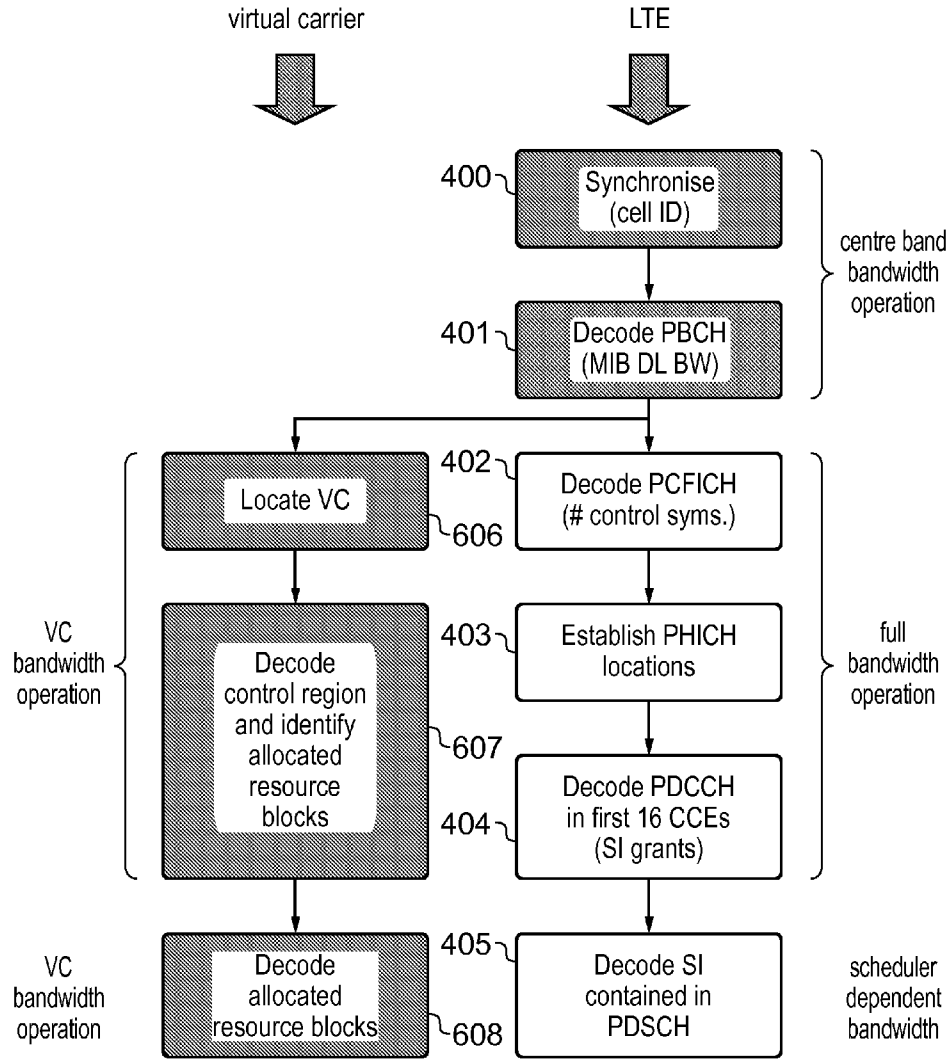 virtual carrier
LTE
400
Synchronise
(cell ID)
centre band
bandwidth
operation
401
Decode PBCH
(MIB DL BW)
402
Locate VC
606
Decode PCFICH
(# control syms.)
VC
bandwidth
operation
403
Establish PHICH
locations
full
bandwidth
operation
Decode
control region
and identify
allocated
resource
blocks
607
404
Decode PDCCH
in first 16 CCEs
(SI grants)
VC
bandwidth
operation
Decode
allocated
resource blocks
608
405
Decode SI
contained in
PDSCH
scheduler
dependent
bandwidth